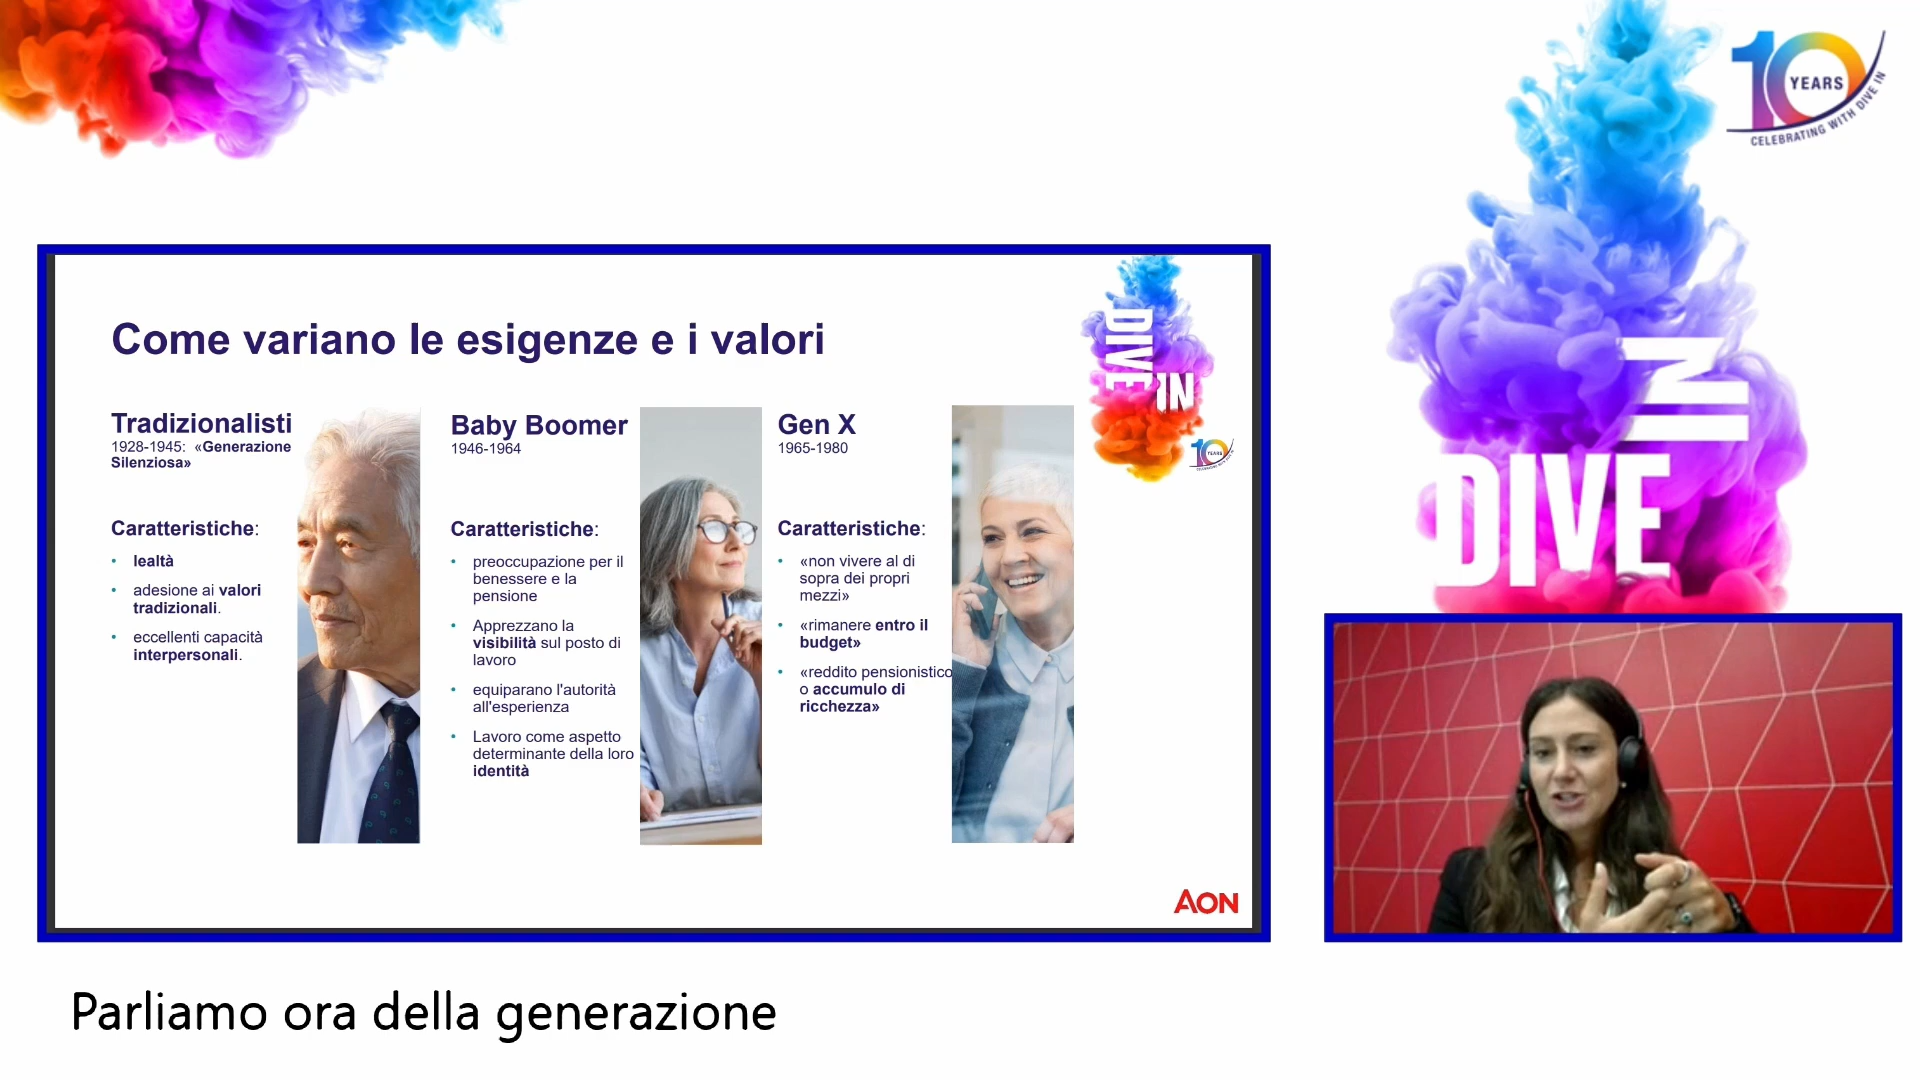 10 YEARS
CELEBRATING WITH DIVE IN
Come variano le esigenze e i valori
DIVE
IN
10 YEARS
Tradizionalisti
1928-1945: «Generazione
Silenziosa»
Caratteristiche:
• lealtà
• adesione ai valori
tradizionali.
• eccellenti capacità
interpersonali.
Baby Boomer
1946-1964
Caratteristiche:
• preoccupazione per il
benessere e la
pensione
• Apprezzano la
visibilità sul posto di
lavoro
• equiparano l'autorità
all'esperienza
• Lavoro come aspetto
determinante della loro
identità
Gen X
1965-1980
Caratteristiche:
• «non vivere al di
sopra dei propri
mezzi»
• «rimanere entro il
budget»
• «reddito pensionistico
o accumulo di
ricchezza»
AON
IN
DIVE
Parliamo ora della generazione